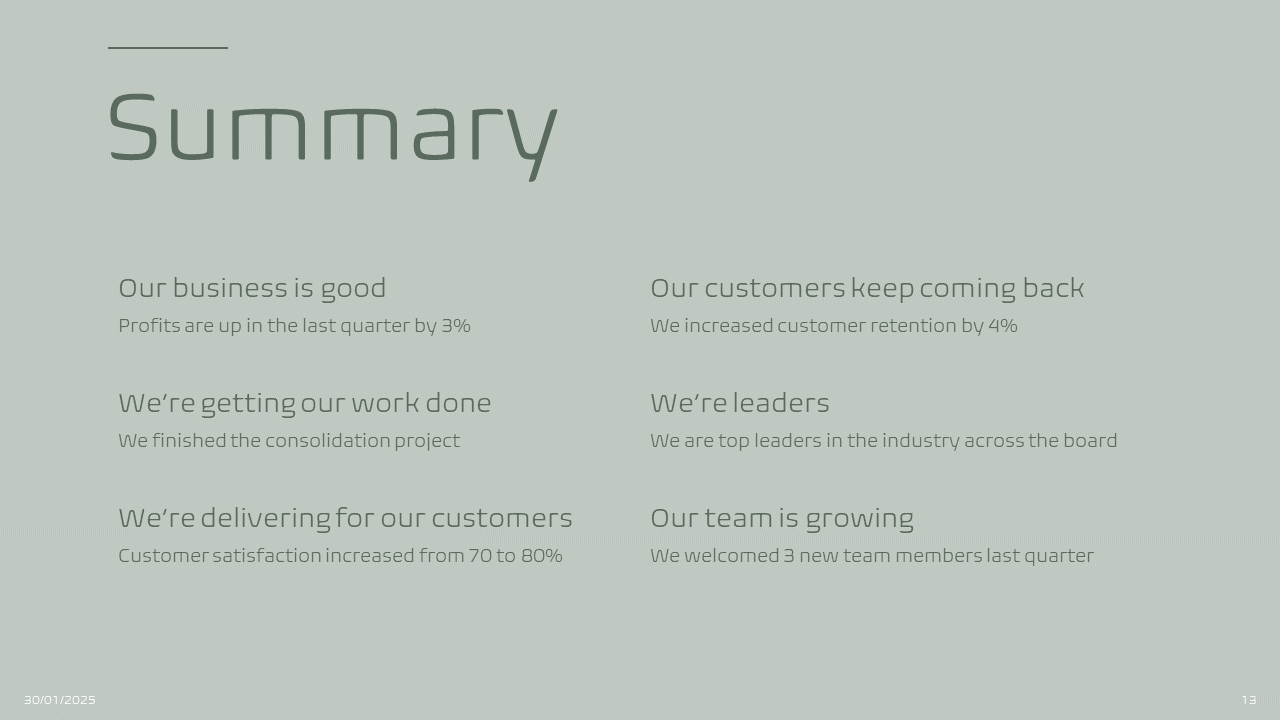 Summary
Our business is good
Profits are up in the last quarter by 3%
We’re getting our work done
We finished the consolidation project
We’re delivering for our customers
Customer satisfaction increased from 70 to 80%
Our customers keep coming back
We increased customer retention by 4%
We’re leaders
We are top leaders in the industry across the board
Our team is growing
We welcomed 3 new team members last quarter
30/01/2025
13